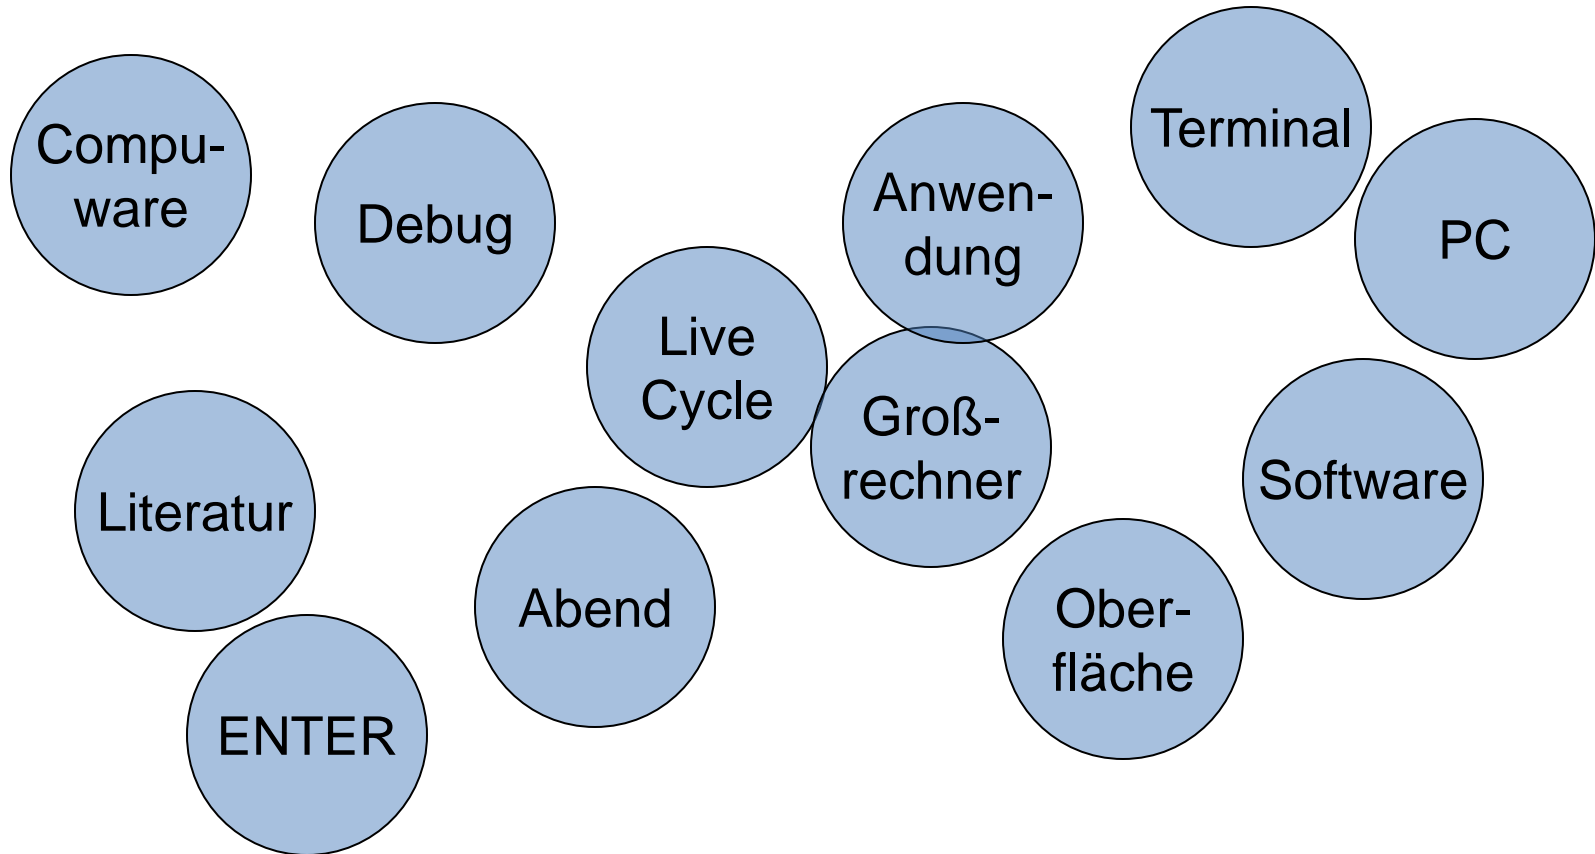 Compu-
ware
Debug
Live
Cycle
Anwen-
dung
Terminal
PC
Groß-
rechner
Software
Literatur
Abend
Ober-
fläche
ENTER